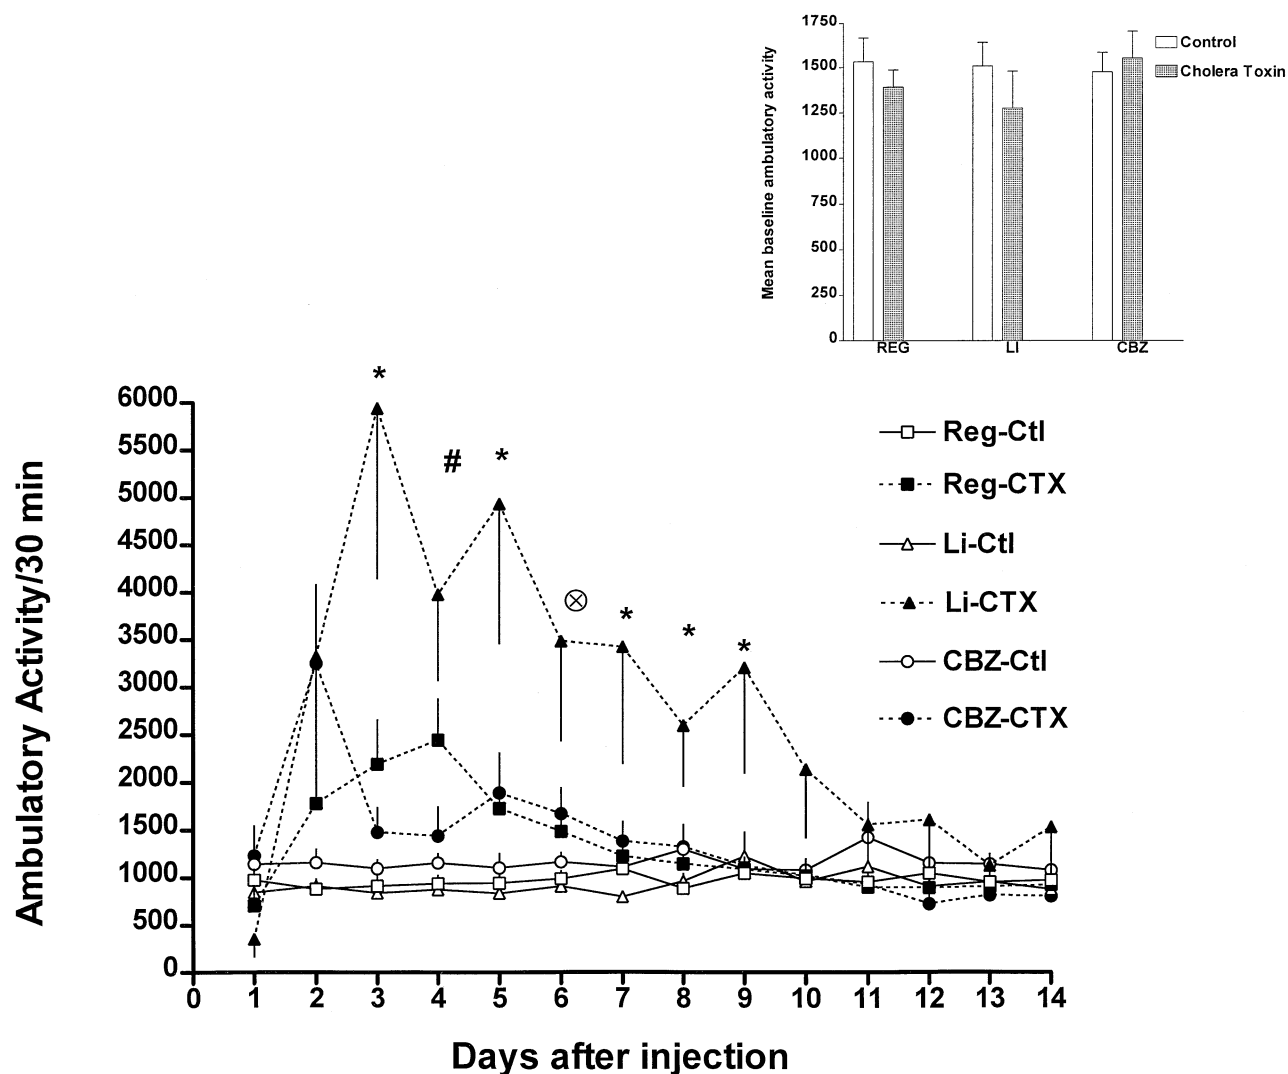 1750
1500
1250
1000
750
500
250
0
Mean baseline ambulatory activity
REG
LI
CBZ
Control
Cholera Toxin
6000
5500
5000
4500
4000
3500
3000
2500
2000
1500
1000
500
0
Ambulatory Activity/30 min
*
#
*
⊗
*
*
*
Reg-Ctl
Reg-CTX
Li-Ctl
Li-CTX
CBZ-Ctl
CBZ-CTX
0 1 2 3 4 5 6 7 8 9 10 11 12 13 14
Days after injection